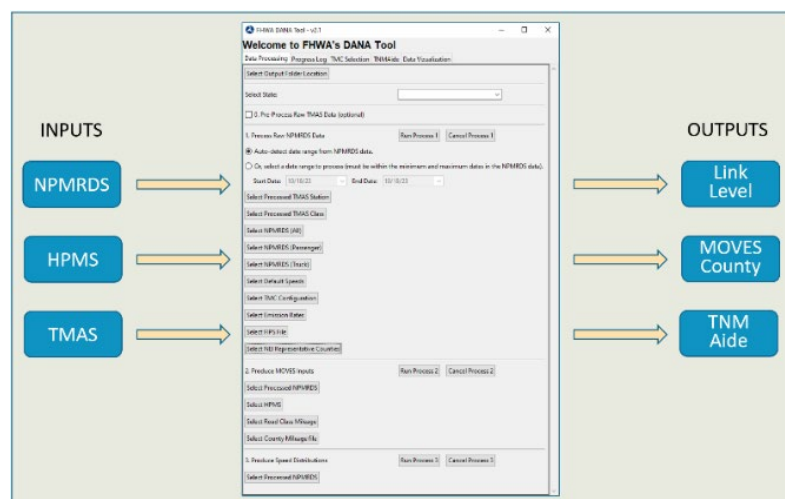 FHWA's DANA Tool - v2.1
Welcome to FHWA's DANA Tool
Data Processing Progress Log TMC Selection TNMAide Data Visualization
Select Output Folder Location
Select State:
0. Pre-Process Raw TMAS Data (optional)
1. Process Raw NPMRDS Data Run Process 1 Cancel Process 1
Auto-detect date range from NPMRDS data.
Or, select a date range to process (must be within the minimum and maximum dates in the NPMRDS data).
Start Date: 10/18/23 End Date: 10/18/23
Select Processed TMAS Station
Select Processed TMAS Class
Select NPMRDS (All)
Select NPMRDS (Passenger)
Select NPMRDS (Truck)
Select Default Speeds
Select TMC Configuration
Select Emission Rates
Select FIPS File
Select NEI Representative Counties
2. Produce MOVES Inputs Run Process 2 Cancel Process 2
Select Processed NPMRDS
Select HPMS
Select Road Class Mileage
Select County Mileage file
3. Produce Speed Distributions Run Process 3 Cancel Process 3
Select Processed NPMRDS
INPUTS
NPMRDS
HPMS
TMAS
OUTPUTS
Link
Level
MOVES
County
TNM
Aide